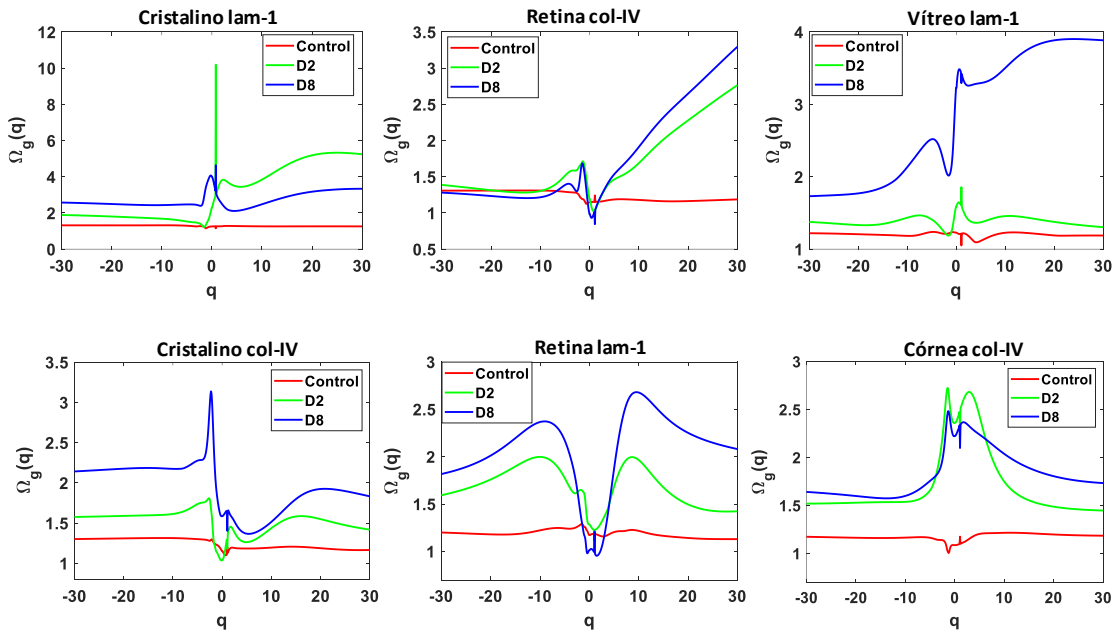 Cristalino lam-1
12
10
8
6
4
2
0
-30 -20 -10 0 10 20 30
Ω_g(q)
q
Control
D2
D8
Retina col-IV
3.5
3
2.5
2
1.5
1
0.5
-30 -20 -10 0 10 20 30
Ω_g(q)
q
Control
D2
D8
Vítreo lam-1
4
3
2
1
-30 -20 -10 0 10 20 30
Ω_g(q)
q
Control
D2
D8
Cristalino col-IV
3.5
3
2.5
2
1.5
1
-30 -20 -10 0 10 20 30
Ω_g(q)
q
Control
D2
D8
Retina lam-1
3
2.5
2
1.5
1
-30 -20 -10 0 10 20 30
Ω_g(q)
q
Control
D2
D8
Córnea col-IV
3
2.5
2
1.5
1
-30 -20 -10 0 10 20 30
Ω_g(q)
q
Control
D2
D8